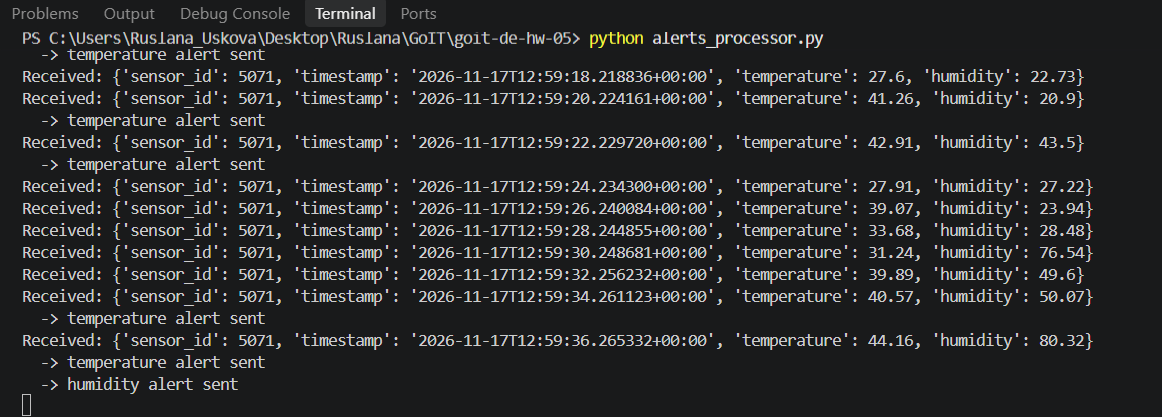 Problems Output Debug Console Terminal Ports
PS C:\Users\Ruslana_Uskova\Desktop\Ruslana\GoIT\goit-de-hw-05> python alerts_processor.py
-> temperature alert sent
Received: {'sensor_id': 5071, 'timestamp': '2026-11-17T12:59:18.218836+00:00', 'temperature': 27.6, 'humidity': 22.73}
Received: {'sensor_id': 5071, 'timestamp': '2026-11-17T12:59:20.224161+00:00', 'temperature': 41.26, 'humidity': 20.9}
-> temperature alert sent
Received: {'sensor_id': 5071, 'timestamp': '2026-11-17T12:59:22.229720+00:00', 'temperature': 42.91, 'humidity': 43.5}
-> temperature alert sent
Received: {'sensor_id': 5071, 'timestamp': '2026-11-17T12:59:24.234300+00:00', 'temperature': 27.91, 'humidity': 27.22}
Received: {'sensor_id': 5071, 'timestamp': '2026-11-17T12:59:26.240084+00:00', 'temperature': 39.07, 'humidity': 23.94}
Received: {'sensor_id': 5071, 'timestamp': '2026-11-17T12:59:28.244855+00:00', 'temperature': 33.68, 'humidity': 28.48}
Received: {'sensor_id': 5071, 'timestamp': '2026-11-17T12:59:30.248681+00:00', 'temperature': 31.24, 'humidity': 76.54}
Received: {'sensor_id': 5071, 'timestamp': '2026-11-17T12:59:32.256232+00:00', 'temperature': 39.89, 'humidity': 49.6}
Received: {'sensor_id': 5071, 'timestamp': '2026-11-17T12:59:34.261123+00:00', 'temperature': 40.57, 'humidity': 50.07}
-> temperature alert sent
Received: {'sensor_id': 5071, 'timestamp': '2026-11-17T12:59:36.265332+00:00', 'temperature': 44.16, 'humidity': 80.32}
-> temperature alert sent
-> humidity alert sent